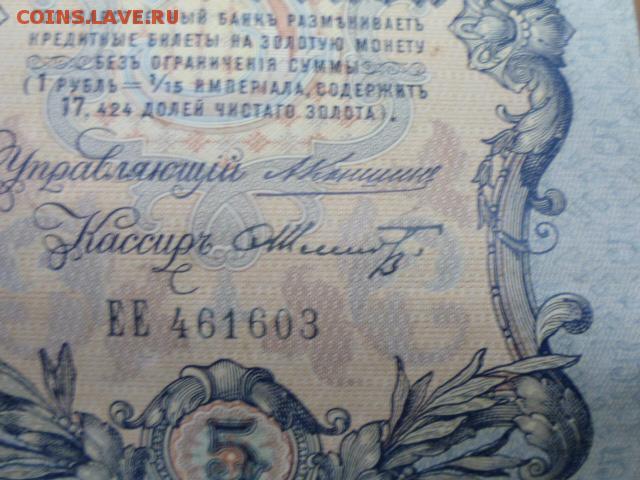 COINS.LAVE.RU
БАНКЪ РАЗМѢНИВАЕТЪ
КРЕДИТНЫЕ БИЛЕТЫ НА ЗОЛОТУЮ МОНЕТУ
БЕЗЪ ОГРАНИЧЕНІЯ СУММЫ
(1 РУБЛЬ — 1/15 ИМПЕРІАЛА, СОДЕРЖИТЪ
17,424 ДОЛЕЙ ЧИСТАГО ЗОЛОТА).
Управляющій
Кассиръ
ЕЕ 461603
5